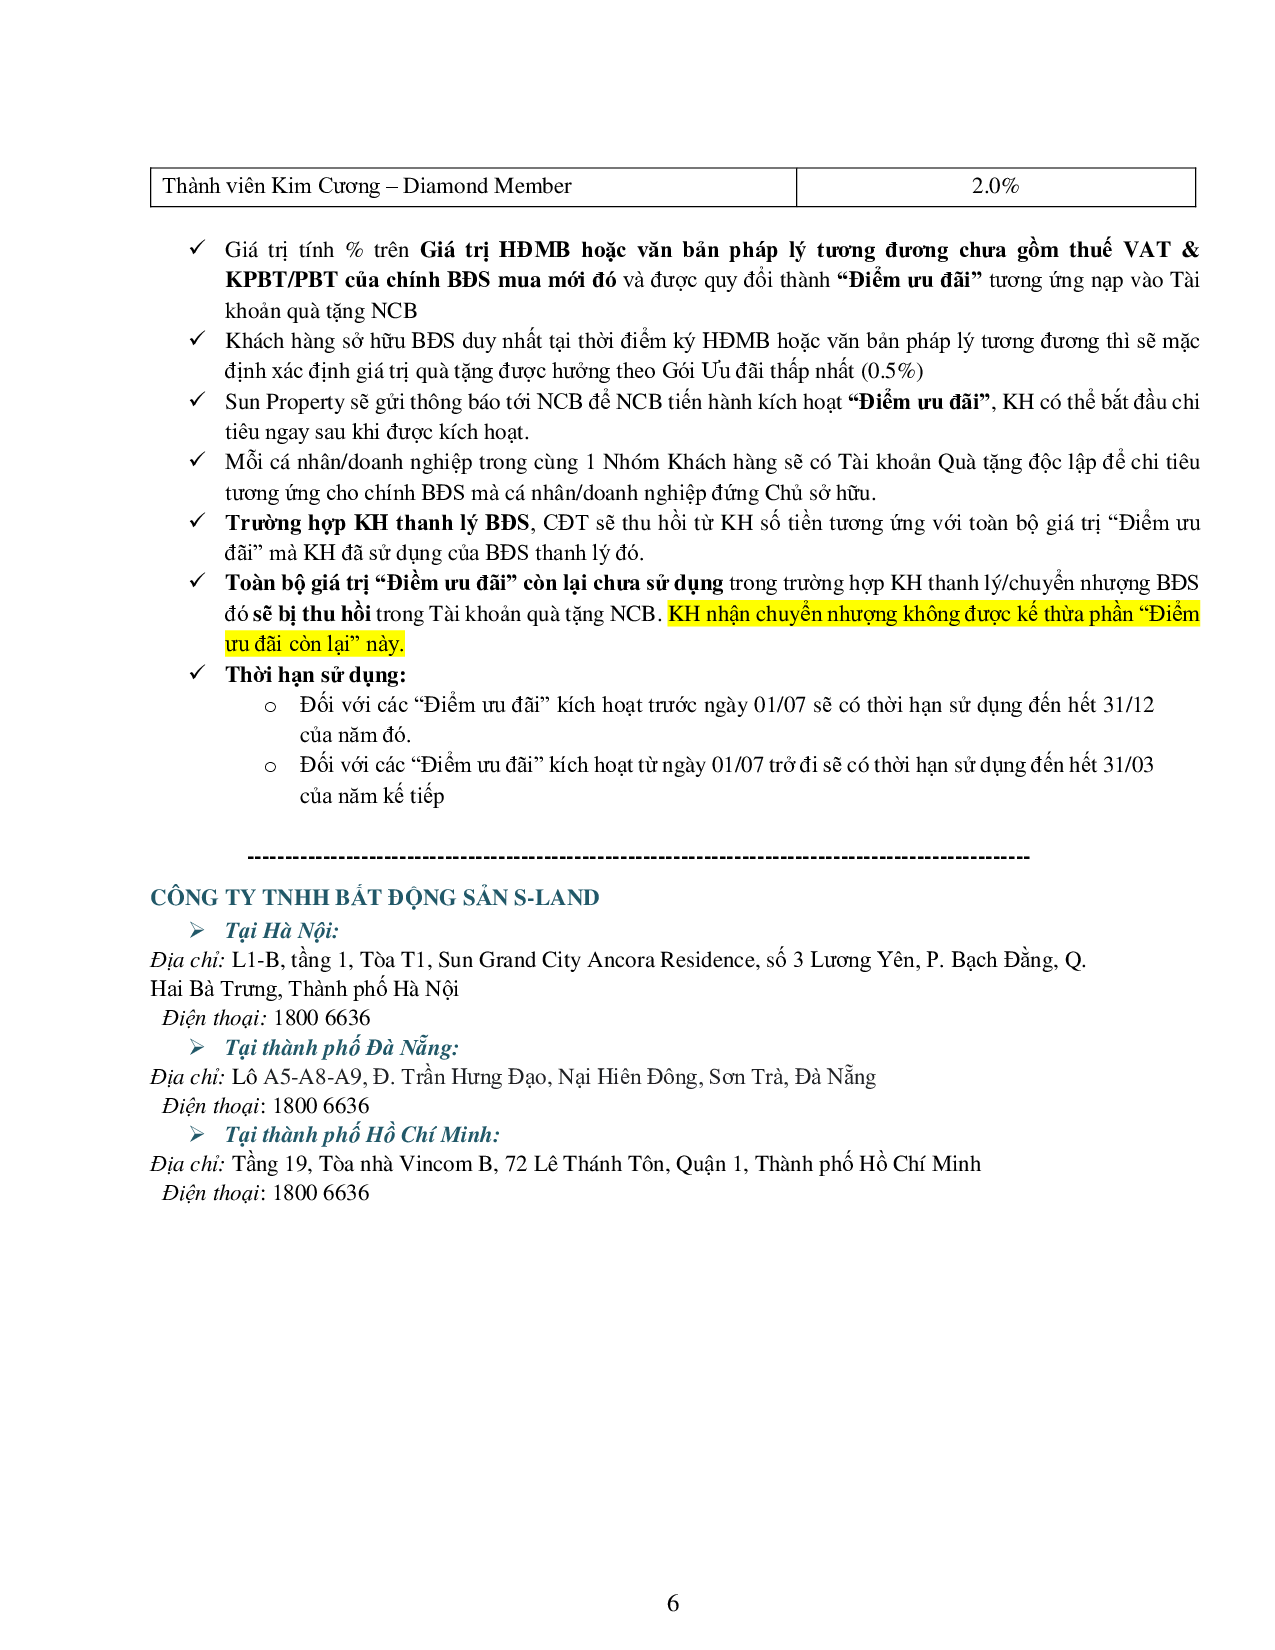 Thành viên Kim Cương – Diamond Member 2.0%
✓ Giá trị tính % trên Giá trị HĐMB hoặc văn bản pháp lý tương đương chưa gồm thuế VAT &
KPBT/PBT của chính BĐS mua mới đó và được quy đổi thành “Điểm ưu đãi” tương ứng nạp vào Tài
khoản quà tặng NCB
✓ Khách hàng sở hữu BĐS duy nhất tại thời điểm ký HĐMB hoặc văn bản pháp lý tương đương thì sẽ mặc
định xác định giá trị quà tặng được hưởng theo Gói Ưu đãi thấp nhất (0.5%)
✓ Sun Property sẽ gửi thông báo tới NCB để NCB tiến hành kích hoạt “Điểm ưu đãi”, KH có thể bắt đầu chi
tiêu ngay sau khi được kích hoạt.
✓ Mỗi cá nhân/doanh nghiệp trong cùng 1 Nhóm Khách hàng sẽ có Tài khoản Quà tặng độc lập để chi tiêu
tương ứng cho chính BĐS mà cá nhân/doanh nghiệp đứng Chủ sở hữu.
✓ Trường hợp KH thanh lý BĐS, CĐT sẽ thu hồi từ KH số tiền tương ứng với toàn bộ giá trị “Điểm ưu
đãi” mà KH đã sử dụng của BĐS thanh lý đó.
✓ Toàn bộ giá trị “Điềm ưu đãi” còn lại chưa sử dụng trong trường hợp KH thanh lý/chuyển nhượng BĐS
đó sẽ bị thu hồi trong Tài khoản quà tặng NCB. KH nhận chuyển nhượng không được kế thừa phần “Điểm
ưu đãi còn lại” này.
✓ Thời hạn sử dụng:
o Đối với các “Điểm ưu đãi” kích hoạt trước ngày 01/07 sẽ có thời hạn sử dụng đến hết 31/12
của năm đó.
o Đối với các “Điểm ưu đãi” kích hoạt từ ngày 01/07 trở đi sẽ có thời hạn sử dụng đến hết 31/03
của năm kế tiếp
--------------------------------------------------------------------------------------------------------
CÔNG TY TNHH BẤT ĐỘNG SẢN S-LAND
➢ Tại Hà Nội:
Địa chỉ: L1-B, tầng 1, Tòa T1, Sun Grand City Ancora Residence, số 3 Lương Yên, P. Bạch Đằng, Q.
Hai Bà Trưng, Thành phố Hà Nội
Điện thoại: 1800 6636
➢ Tại thành phố Đà Nẵng:
Địa chỉ: Lô A5-A8-A9, Đ. Trần Hưng Đạo, Nại Hiên Đông, Sơn Trà, Đà Nẵng
Điện thoại: 1800 6636
➢ Tại thành phố Hồ Chí Minh:
Địa chỉ: Tầng 19, Tòa nhà Vincom B, 72 Lê Thánh Tôn, Quận 1, Thành phố Hồ Chí Minh
Điện thoại: 1800 6636
6